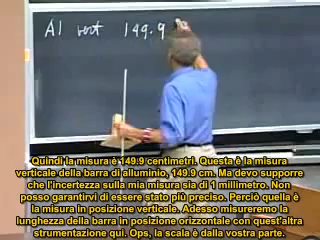 Al vert 149.9
Quindi la misura è 149.9 centimetri. Questa è la misura
verticale della barra di alluminio, 149.9 cm. Ma devo supporre
che l'incertezza sulla mia misura sia di 1 millimetro. Non
posso garantirvi di essere stato più preciso. Perciò quella è
la misura in posizione verticale. Adesso misureremo la
lunghezza della barra in posizione orizzontale con quest'altra
strumentazione qui. Ops, la scala è dalla vostra parte.